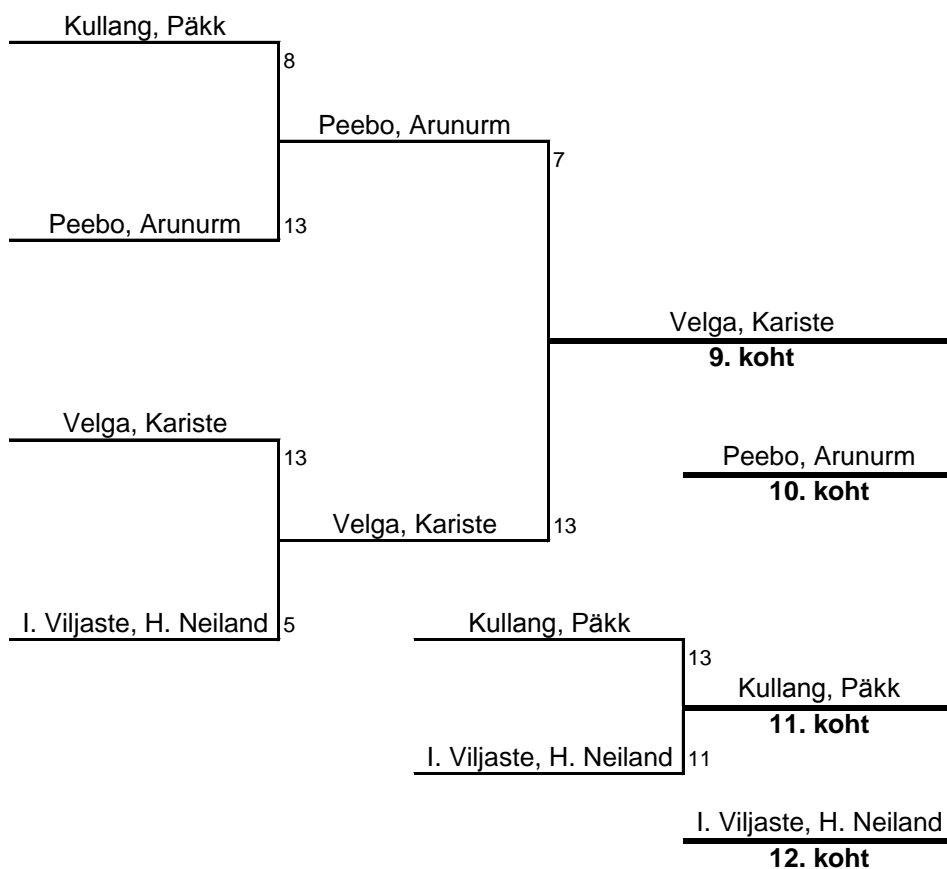 Kullang, Päkk
8
Peebo, Arunurm
7
Peebo, Arunurm
13
Velga, Kariste
9. koht
Velga, Kariste
13
Peebo, Arunurm
10. koht
Velga, Kariste
13
I. Viljaste, H. Neiland
5
Kullang, Päkk
13
Kullang, Päkk
11. koht
I. Viljaste, H. Neiland
11
I. Viljaste, H. Neiland
12. koht